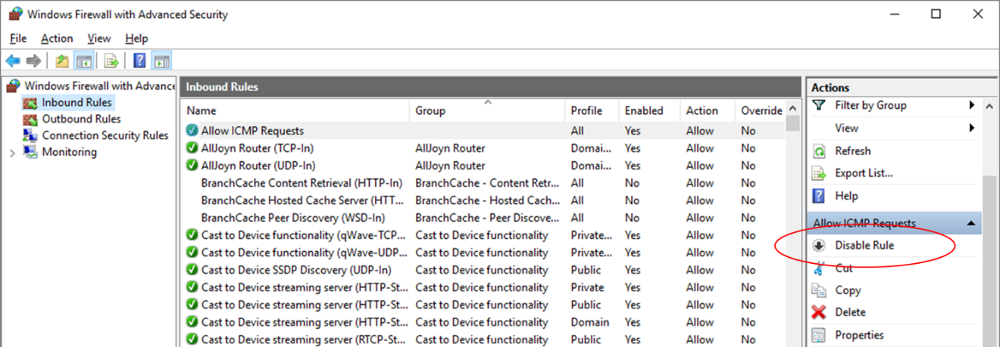 Windows Firewall with Advanced Security
File Action View Help
Windows Firewall with Advance
Inbound Rules
Outbound Rules
Connection Security Rules
Monitoring
Inbound Rules
Name Group Profile Enabled Action Override
Allow ICMP Requests All Yes Allow No
AllJoyn Router (TCP-In) AllJoyn Router Domai... Yes Allow No
AllJoyn Router (UDP-In) AllJoyn Router Domai... Yes Allow No
BranchCache Content Retrieval (HTTP-In) BranchCache - Content Retr... All No Allow No
BranchCache Hosted Cache Server (HTT... BranchCache - Hosted Cach... All No Allow No
BranchCache Peer Discovery (WSD-In) BranchCache - Peer Discove... All No Allow No
Cast to Device functionality (qWave-TCP... Cast to Device functionality Private... Yes Allow No
Cast to Device functionality (qWave-UDP... Cast to Device functionality Private... Yes Allow No
Cast to Device SSDP Discovery (UDP-In) Cast to Device functionality Public Yes Allow No
Cast to Device streaming server (HTTP-St... Cast to Device functionality Private Yes Allow No
Cast to Device streaming server (HTTP-St... Cast to Device functionality Public Yes Allow No
Cast to Device streaming server (HTTP-St... Cast to Device functionality Domain Yes Allow No
Cast to Device streaming server (RTCP-St... Cast to Device functionality Public Yes Allow No
Actions
Filter by Group
View
Refresh
Export List...
Help
Allow ICMP Requests
Disable Rule
Cut
Copy
Delete
Properties